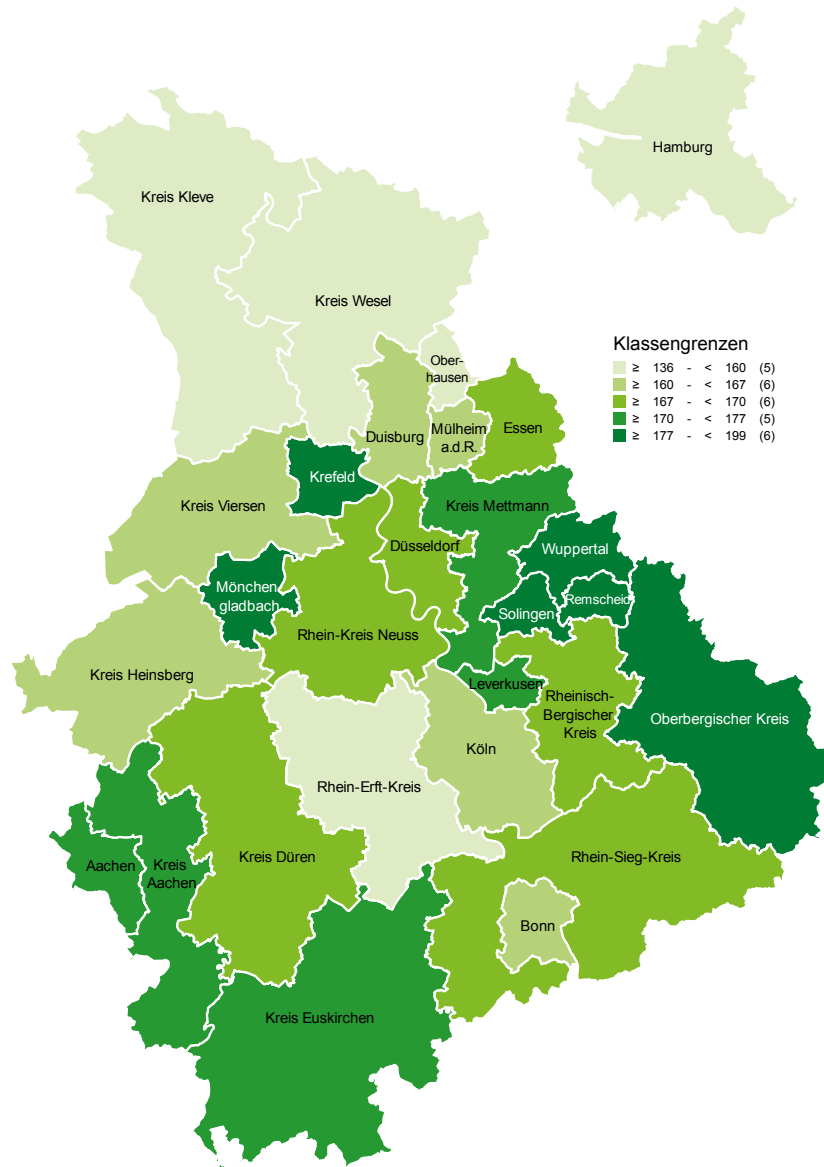 Hamburg
Kreis Kleve
Kreis Wesel
Klassengrenzen
≥ 136 - < 160 (5)
≥ 160 - < 167 (6)
≥ 167 - < 170 (6)
≥ 170 - < 177 (5)
≥ 177 - < 199 (6)
Ober-
hausen
Duisburg
Mülheim
a.d.R.
Essen
Krefeld
Kreis Viersen
Kreis Mettmann
Düsseldorf
Wuppertal
Mönchen
gladbach
Solingen
Remscheid
Rhein-Kreis Neuss
Kreis Heinsberg
Leverkusen
Rheinisch-
Bergischer
Kreis
Oberbergischer Kreis
Köln
Rhein-Erft-Kreis
Aachen
Kreis
Aachen
Kreis Düren
Rhein-Sieg-Kreis
Bonn
Kreis Euskirchen